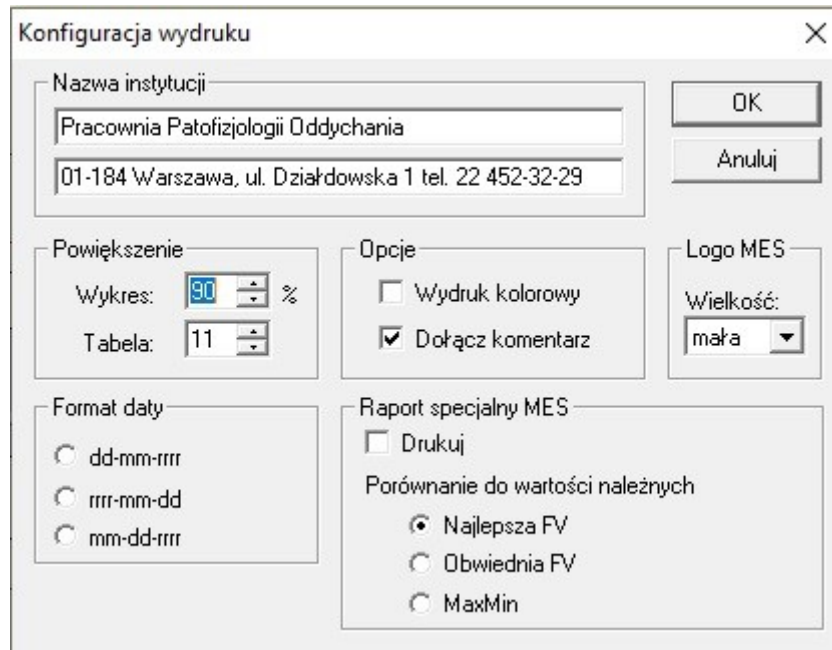 Konfiguracja wydruku
Nazwa instytucji
Pracownia Patofizjologii Oddychania
01-184 Warszawa, ul. Działdowska 1 tel. 22 452-32-29
OK
Anuluj
Powiększenie
Wykres: 90 %
Tabela: 11
Opcje
Wydruk kolorowy
Dołącz komentarz
Logo MES
Wielkość:
mała
Format daty
dd-mm-rrrr
rrrr-mm-dd
mm-dd-rrrr
Raport specjalny MES
Drukuj
Porównanie do wartości należnych
Najlepsza FV
Obwiednia FV
MaxMin